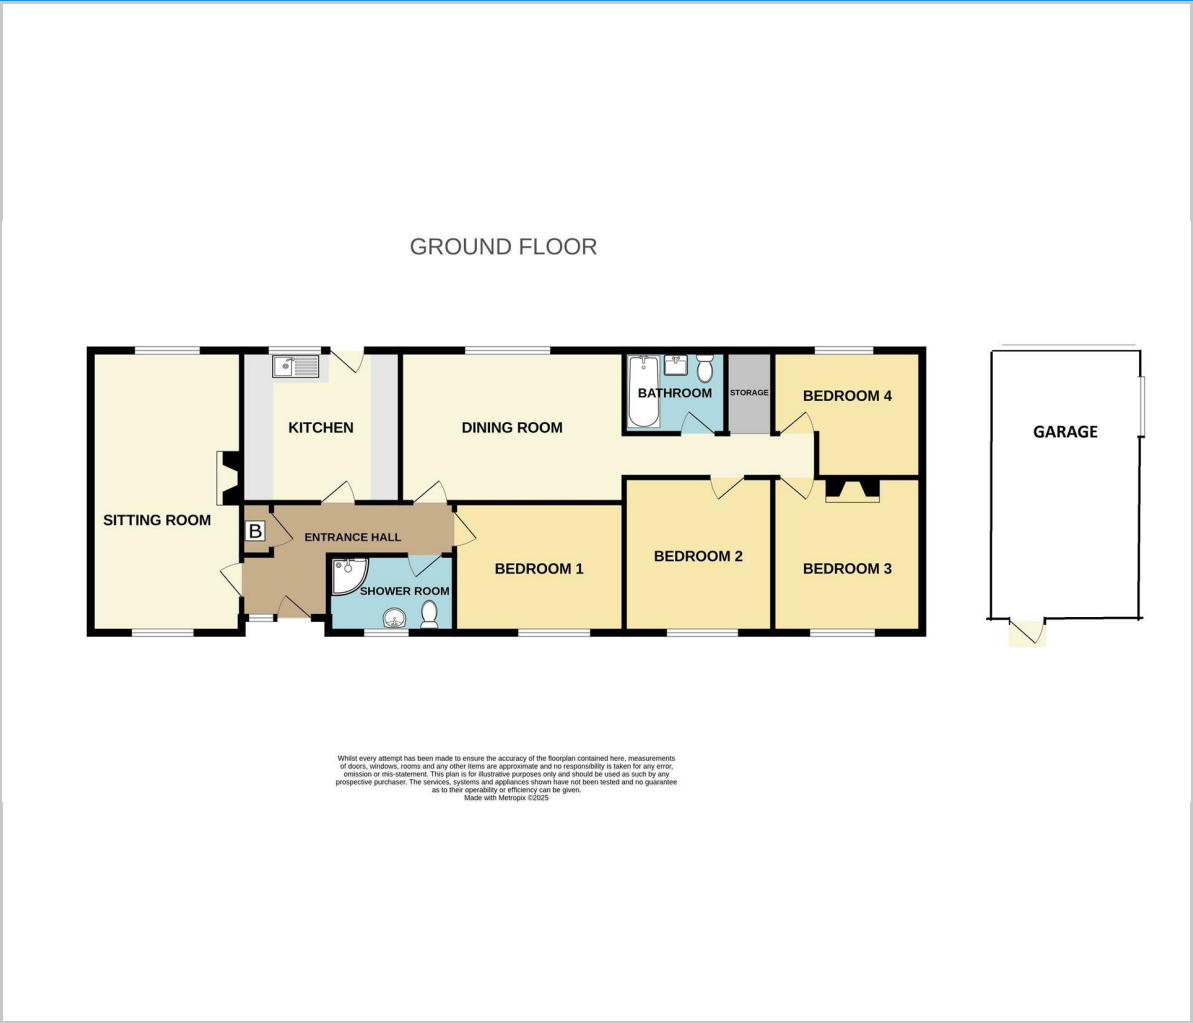 GROUND FLOOR
BATHROOM
STORAGE
BEDROOM 4
KITCHEN
DINING ROOM
GARAGE
SITTING ROOM
B
ENTRANCE HALL
BEDROOM 1
BEDROOM 2
BEDROOM 3
SHOWER ROOM
Whilst every attempt has been made to ensure the accuracy of the floorplan contained here, measurements
of doors, windows, rooms and any other items are approximate and no responsibility is taken for any error,
omission or mis-statement. This plan is for illustrative purposes only and should be used as such by any
prospective purchaser. The services, systems and appliances shown have not been tested and no guarantee
as to their operability or efficiency can be given.
Made with Metropix ©2025